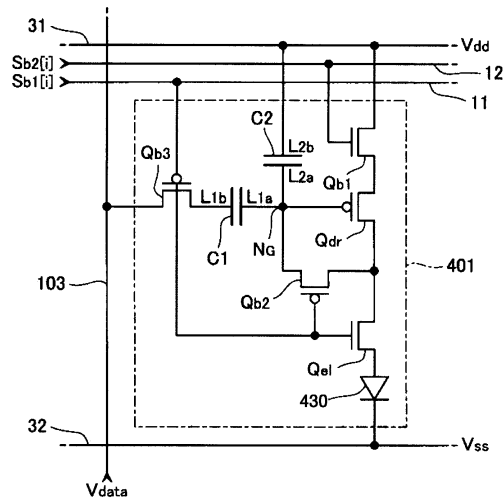 31
Vdd
Sb2[i]
12
Sb1[i]
11
C2
L2b
Qb3
L2a
Qb1
L1b
L1a
C1
NG
Qdr
401
103
Qb2
Qel
430
32
Vss
Vdata